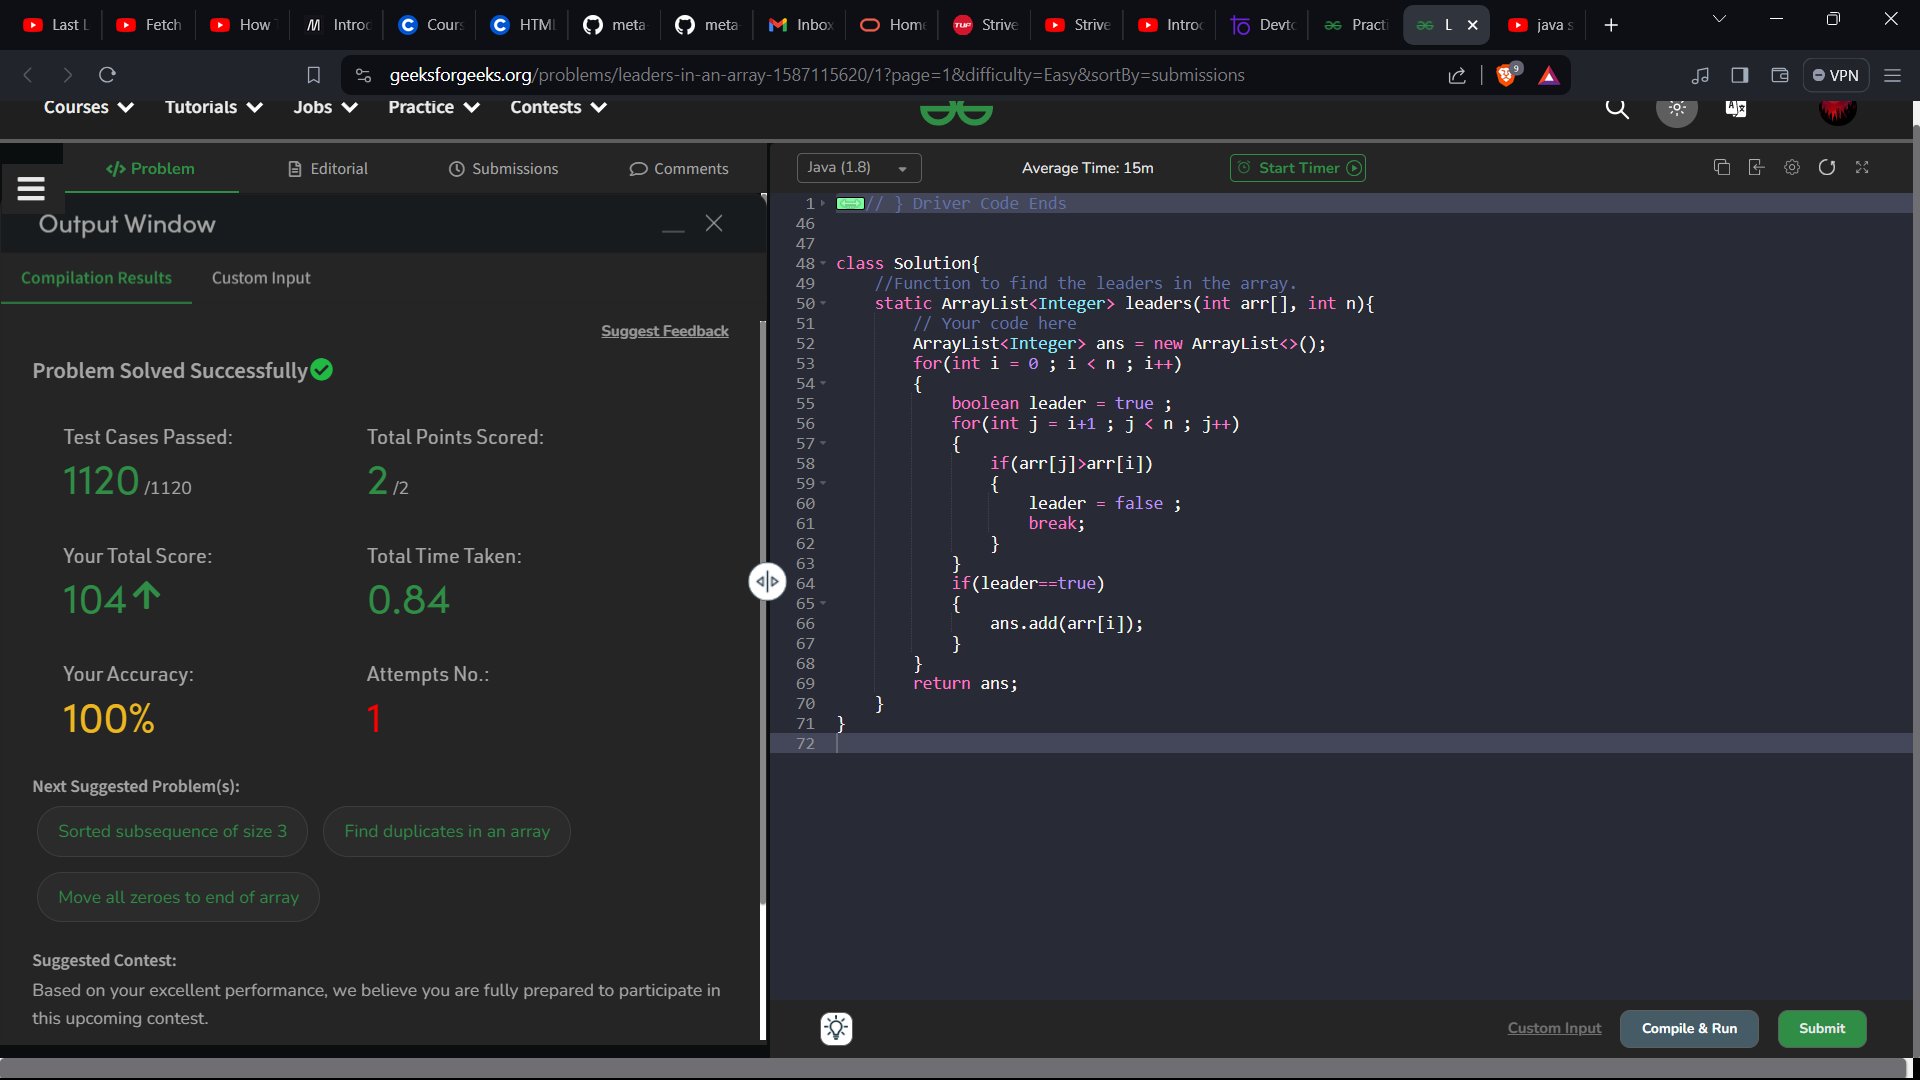 Last L
Fetch
How
Introd
Cours
HTML
meta-
meta-
Inbox
Home
TUF
Strive
Strive
Introd
Devto
Practi
L
java s
geeksforgeeks.org/problems/leaders-in-an-array-1587115620/1?page=1&difficulty=Easy&sortBy=submissions
9
VPN
Courses
Tutorials
Jobs
Practice
Contests
</> Problem
Editorial
Submissions
Comments
Output Window
Compilation Results
Custom Input
Suggest Feedback
Problem Solved Successfully
Test Cases Passed:
1120 /1120
Total Points Scored:
2 /2
Your Total Score:
104
Total Time Taken:
0.84
Your Accuracy:
100%
Attempts No.:
1
Next Suggested Problem(s):
Sorted subsequence of size 3
Find duplicates in an array
Move all zeroes to end of array
Suggested Contest:
Based on your excellent performance, we believe you are fully prepared to participate in
this upcoming contest.
Java (1.8)
Average Time: 15m
Start Timer
1 // } Driver Code Ends
46
47
48 class Solution{
49 //Function to find the leaders in the array.
50 static ArrayList<Integer> leaders(int arr[], int n){
51 // Your code here
52 ArrayList<Integer> ans = new ArrayList<>();
53 for(int i = 0 ; i < n ; i++)
54 {
55 boolean leader = true ;
56 for(int j = i+1 ; j < n ; j++)
57 {
58 if(arr[j]>arr[i])
59 {
60 leader = false ;
61 break;
62 }
63 }
64 if(leader==true)
65 {
66 ans.add(arr[i]);
67 }
68 }
69 return ans;
70 }
71 }
72
Custom Input
Compile & Run
Submit